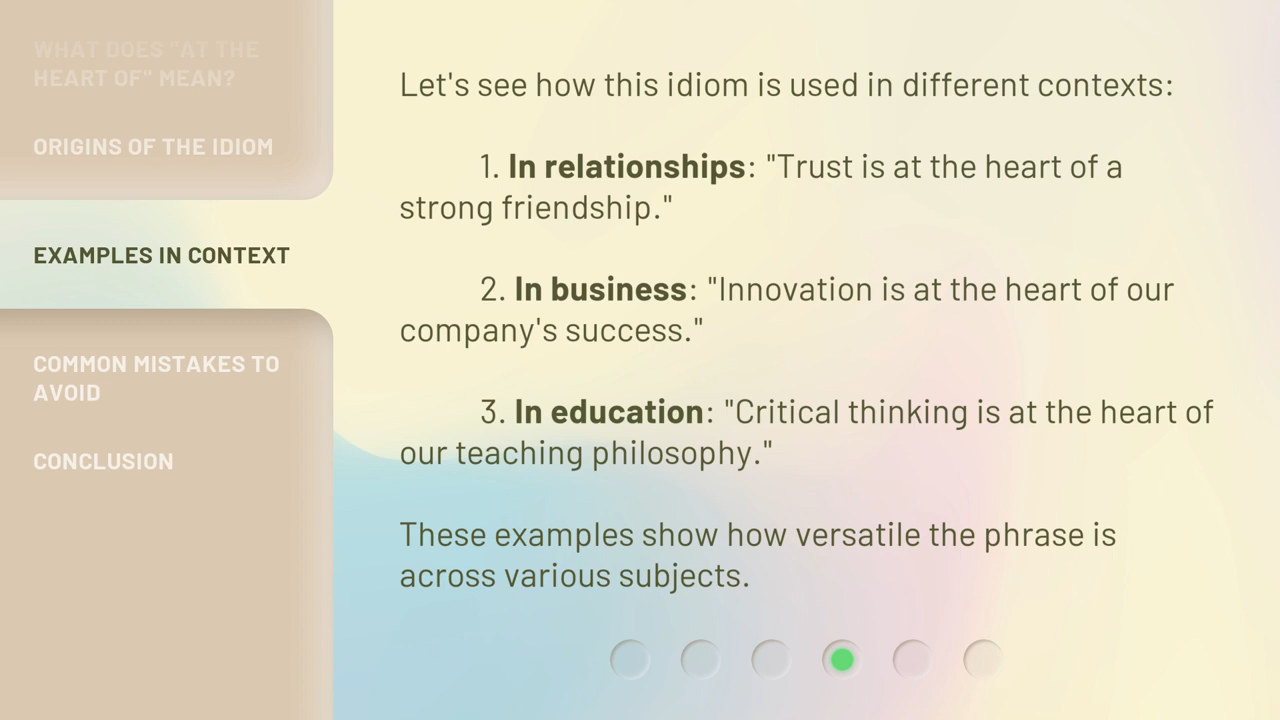 WHAT DOES "AT THE
HEART OF" MEAN?
ORIGINS OF THE IDIOM
EXAMPLES IN CONTEXT
COMMON MISTAKES TO
AVOID
CONCLUSION
Let's see how this idiom is used in different contexts:
1. In relationships: "Trust is at the heart of a
strong friendship."
2. In business: "Innovation is at the heart of our
company's success."
3. In education: "Critical thinking is at the heart of
our teaching philosophy."
These examples show how versatile the phrase is
across various subjects.